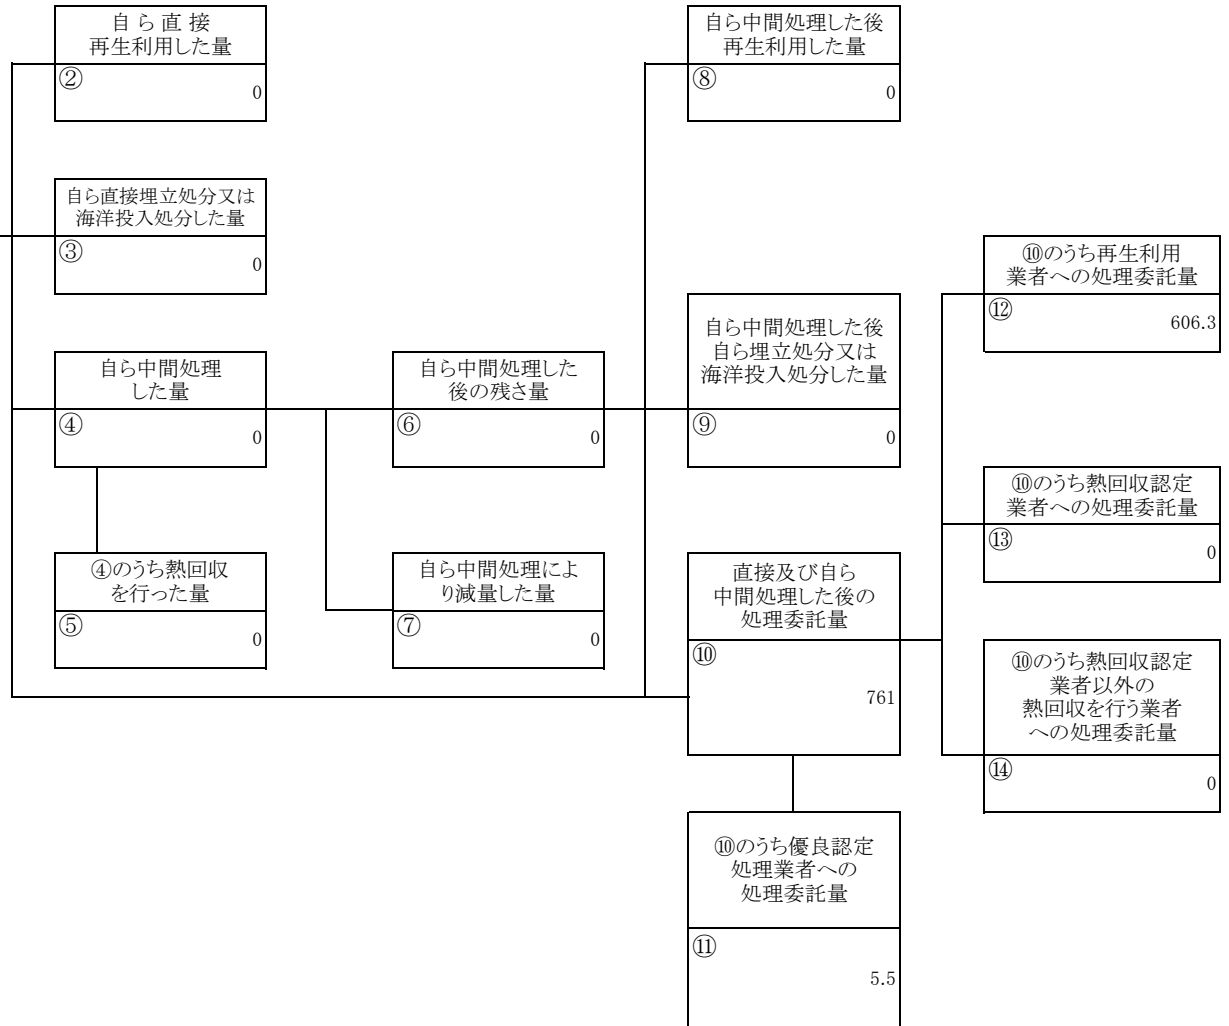 自 ら 直 接
再生利用した量
②
0
自ら直接埋立処分又は
海洋投入処分した量
③
0
自ら中間処理
した量
④
0
④のうち熱回収
を行った量
⑤
0
自ら中間処理した
後の残さ量
⑥
0
自ら中間処理によ
り減量した量
⑦
0
自ら中間処理した後
再生利用した量
⑧
0
自ら中間処理した後
自ら埋立処分又は
海洋投入処分した量
⑨
0
直接及び自ら
中間処理した後の
処理委託量
⑩
761
⑩のうち優良認定
処理業者への
処理委託量
⑪
5.5
⑩のうち再生利用
業者への処理委託量
⑫
606.3
⑩のうち熱回収認定
業者への処理委託量
⑬
0
⑩のうち熱回収認定
業者以外の
熱回収を行う業者
への処理委託量
⑭
0